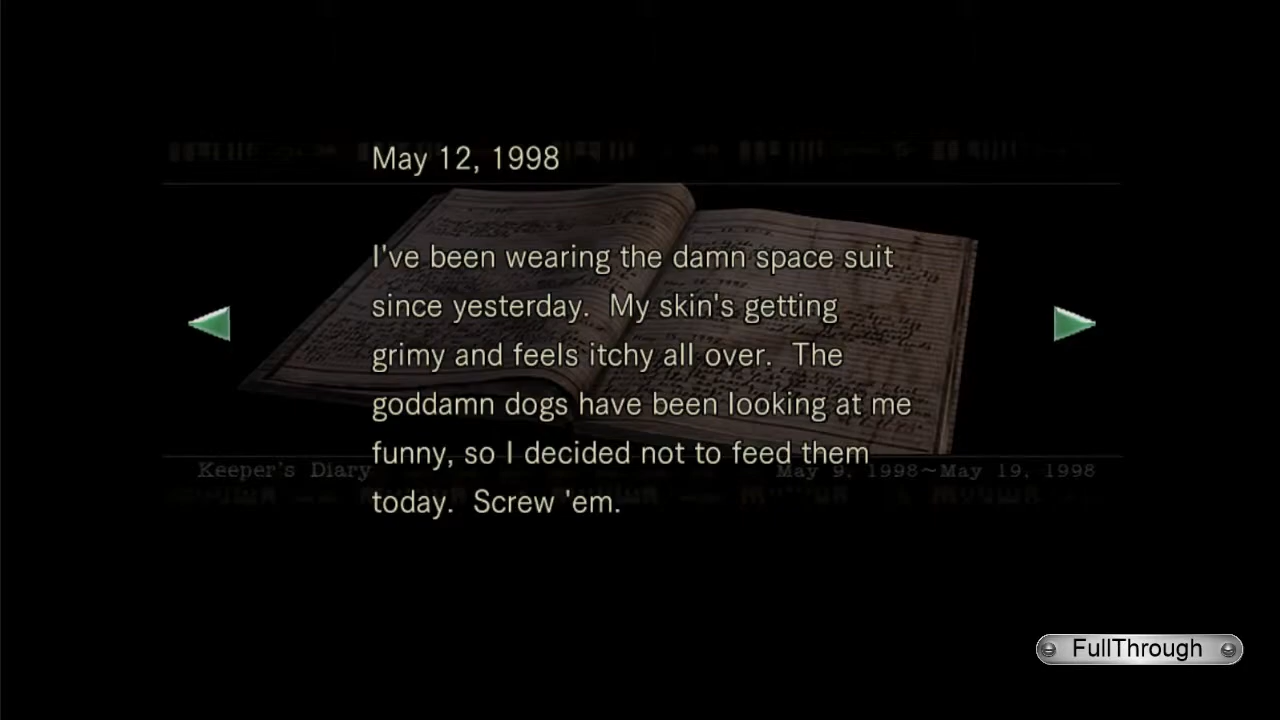 May 12, 1998
I've been wearing the damn space suit
since yesterday.  My skin's getting
grimy and feels itchy all over.  The
goddamn dogs have been looking at me
funny, so I decided not to feed them
today.  Screw 'em.
Keeper's Diary
May 9, 1998~May 19, 1998
FullThrough